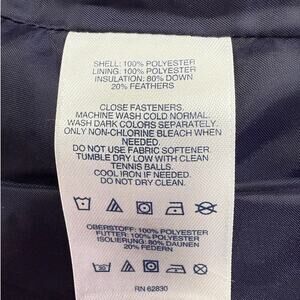 SHELL: 100% POLYESTER
LINING: 100% POLYESTER
INSULATION: 80% DOWN
20% FEATHERS
CLOSE FASTENERS.
MACHINE WASH COLD NORMAL.
WASH DARK COLORS SEPARATELY.
ONLY NON-CHLORINE BLEACH WHEN
NEEDED.
DO NOT USE FABRIC SOFTENER.
TUMBLE DRY LOW WITH CLEAN
TENNIS BALLS.
COOL IRON IF NEEDED.
DO NOT DRY CLEAN.
OBERSTOFF: 100% POLYESTER
FUTTER: 100% POLYESTER
ISOLIERUNG: 80% DAUNEN
20% FEDERN
RN 62830